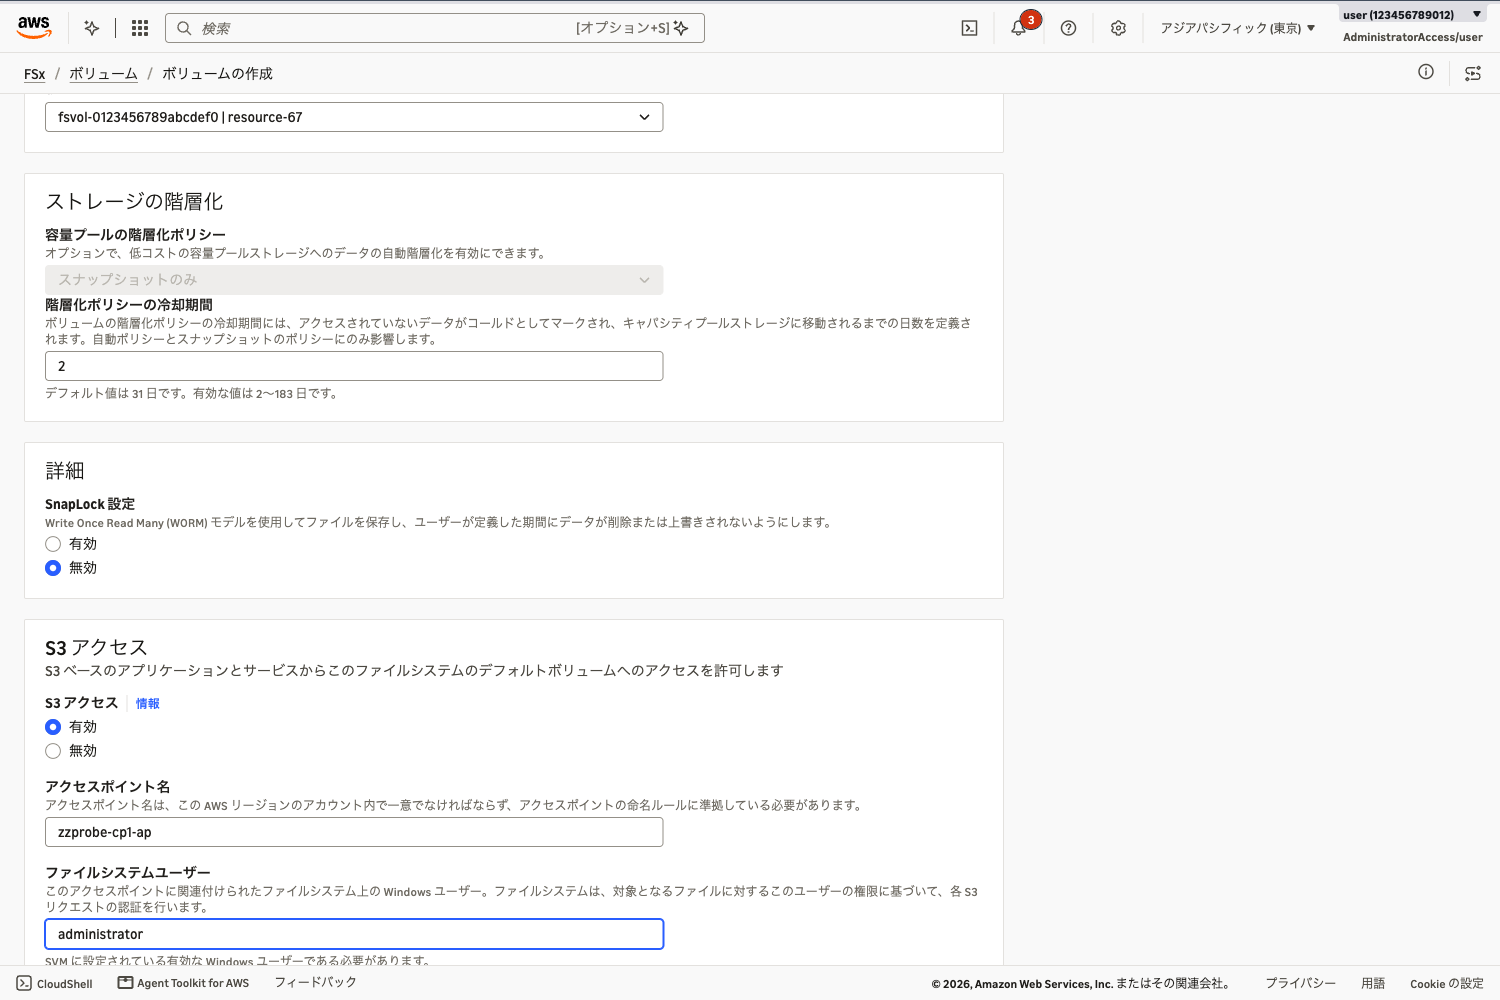 aws
検索
[オプション+S]
3
アジアパシフィック (東京)
user (123456789012)
AdministratorAccess/user
FSx / ボリューム / ボリュームの作成
fsvol-0123456789abcdef0 | resource-67
ストレージの階層化
容量プールの階層化ポリシー
オプションで、低コストの容量プールストレージへのデータの自動階層化を有効にできます。
スナップショットのみ
階層化ポリシーの冷却期間
ボリュームの階層化ポリシーの冷却期間には、アクセスされていないデータがコールドとしてマークされ、キャパシティプールストレージに移動されるまでの日数を定義さ
れます。自動ポリシーとスナップショットのポリシーにのみ影響します。
2
デフォルト値は 31 日です。有効な値は 2〜183 日です。
詳細
SnapLock 設定
Write Once Read Many (WORM) モデルを使用してファイルを保存し、ユーザーが定義した期間にデータが削除または上書きされないようにします。
有効
無効
S3 アクセス
S3 ベースのアプリケーションとサービスからこのファイルシステムのデフォルトボリュームへのアクセスを許可します
S3 アクセス 情報
有効
無効
アクセスポイント名
アクセスポイント名は、この AWS リージョンのアカウント内で一意でなければならず、アクセスポイントの命名ルールに準拠している必要があります。
zzprobe-cp1-ap
ファイルシステムユーザー
このアクセスポイントに関連付けられたファイルシステム上の Windows ユーザー。ファイルシステムは、対象となるファイルに対するこのユーザーの権限に基づいて、各 S3
リクエストの認証を行います。
administrator
SVM に設定されている有効な Windows ユーザーである必要があります。
CloudShell
Agent Toolkit for AWS
フィードバック
© 2026, Amazon Web Services, Inc. またはその関連会社。
プライバシー
用語
Cookie の設定